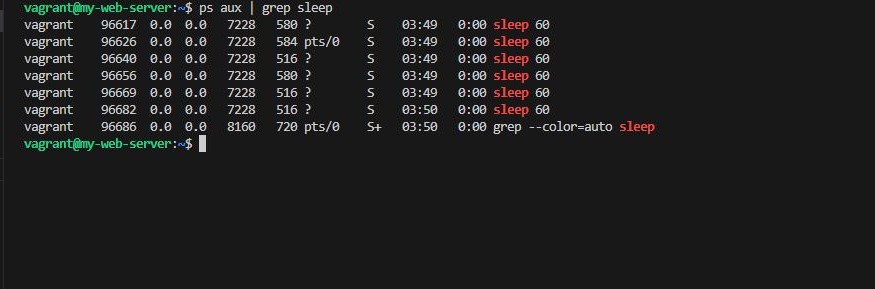 vagrant@my-web-server:~$ ps aux | grep sleep
vagrant    96617  0.0  0.0   7228   580 ?        S    03:49   0:00 sleep 60
vagrant    96626  0.0  0.0   7228   584 pts/0    S    03:49   0:00 sleep 60
vagrant    96640  0.0  0.0   7228   516 ?        S    03:49   0:00 sleep 60
vagrant    96656  0.0  0.0   7228   580 ?        S    03:49   0:00 sleep 60
vagrant    96669  0.0  0.0   7228   516 ?        S    03:49   0:00 sleep 60
vagrant    96682  0.0  0.0   7228   516 ?        S    03:50   0:00 sleep 60
vagrant    96686  0.0  0.0   8160   720 pts/0    S+   03:50   0:00 grep --color=auto sleep
vagrant@my-web-server:~$